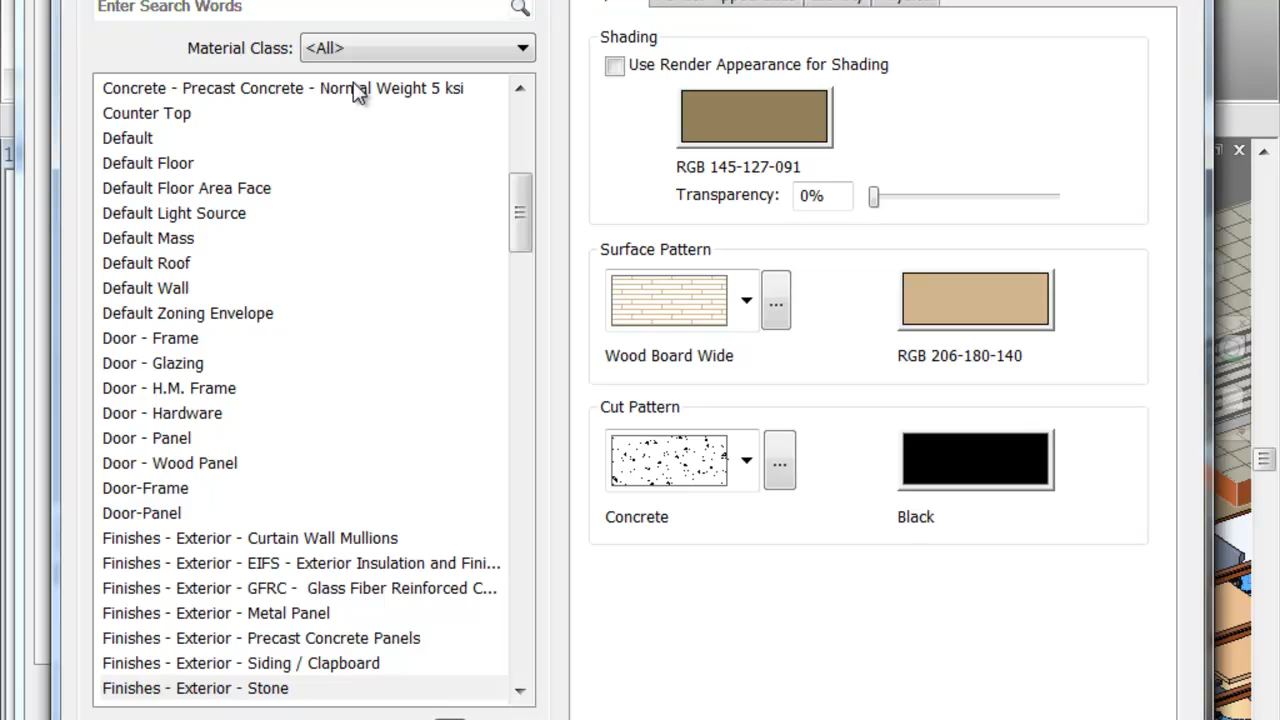 Enter Search Words
Material Class: <All>
Concrete - Precast Concrete - Normal Weight 5 ksi
Counter Top
Default
Default Floor
Default Floor Area Face
Default Light Source
Default Mass
Default Roof
Default Wall
Default Zoning Envelope
Door - Frame
Door - Glazing
Door - H.M. Frame
Door - Hardware
Door - Panel
Door - Wood Panel
Door-Frame
Door-Panel
Finishes - Exterior - Curtain Wall Mullions
Finishes - Exterior - EIFS - Exterior Insulation and Fini...
Finishes - Exterior - GFRC - Glass Fiber Reinforced C...
Finishes - Exterior - Metal Panel
Finishes - Exterior - Precast Concrete Panels
Finishes - Exterior - Siding / Clapboard
Finishes - Exterior - Stone
Shading
Use Render Appearance for Shading
RGB 145-127-091
Transparency: 0%
Surface Pattern
...
Wood Board Wide
RGB 206-180-140
Cut Pattern
...
Concrete
Black
1